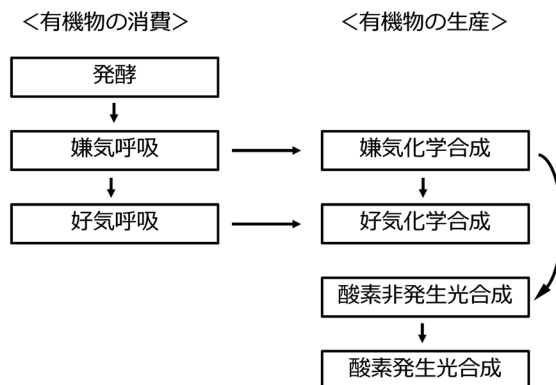 <有機物の消費>
<有機物の生産>
発酵
嫌気呼吸
嫌気化学合成
好気呼吸
好気化学合成
酸素非発生光合成
酸素発生光合成